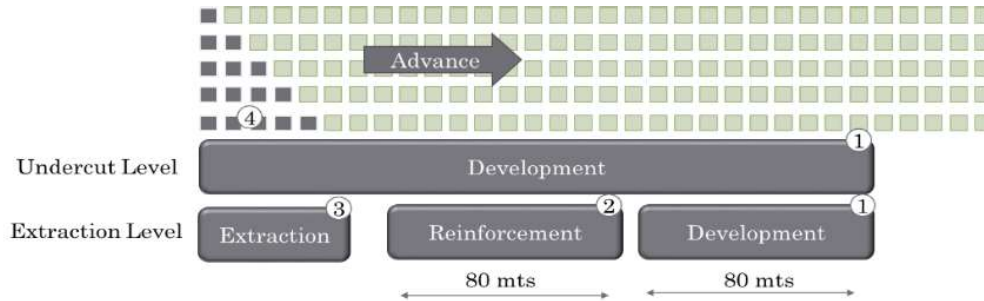 Advance
4
1
Undercut Level
Development
3
2
1
Extraction Level
Extraction
Reinforcement
Development
80 mts
80 mts